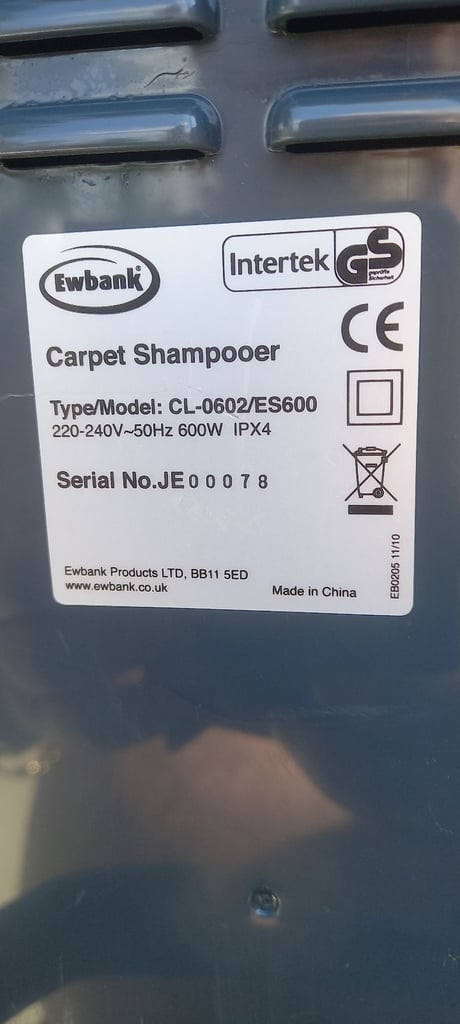 Ewbank®
Intertek
GS
geprüfte
Sicherheit
CE
Carpet Shampooer
Type/Model: CL-0602/ES600
220-240V~50Hz 600W IPX4
Serial No.JE00078
Ewbank Products LTD, BB11 5ED
www.ewbank.co.uk
Made in China
EB0205 11/10